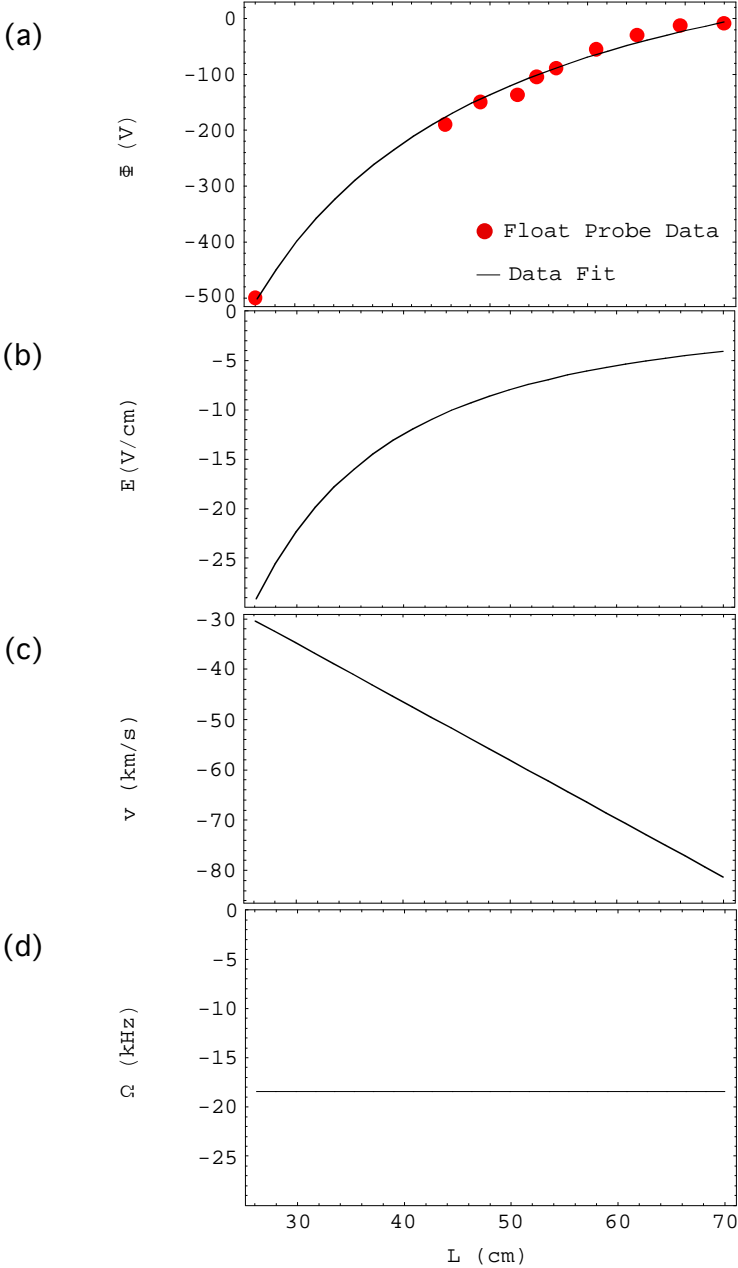 (a)
Φ (V)
0
-100
-200
-300
-400
-500
Float Probe Data
Data Fit
(b)
E(V/cm)
0
-5
-10
-15
-20
-25
(c)
v (km/s)
-30
-40
-50
-60
-70
-80
(d)
Ω (kHz)
0
-5
-10
-15
-20
-25
30 40 50 60 70
L (cm)